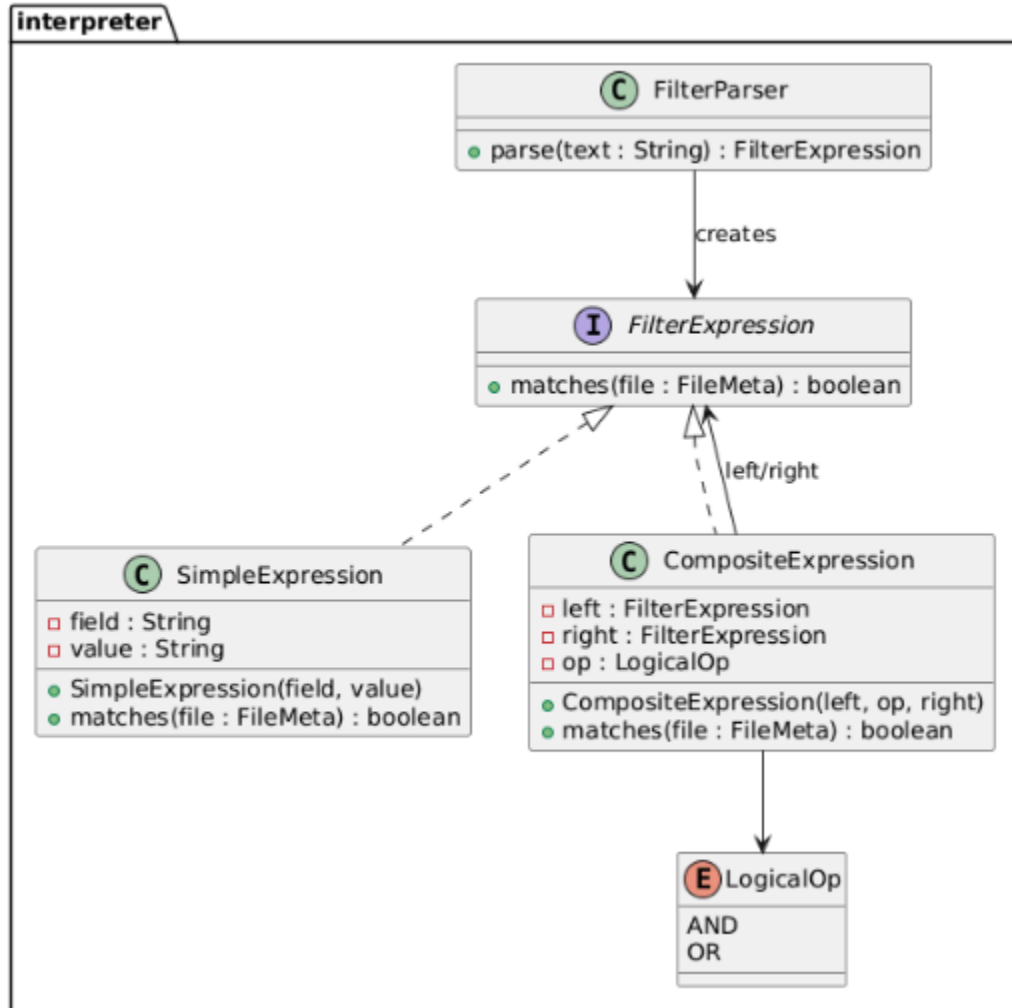 interpreter
C FilterParser
parse(text : String) : FilterExpression
creates
I FilterExpression
matches(file : FileMeta) : boolean
left/right
C SimpleExpression
field : String
value : String
SimpleExpression(field, value)
matches(file : FileMeta) : boolean
C CompositeExpression
left : FilterExpression
right : FilterExpression
op : LogicalOp
CompositeExpression(left, op, right)
matches(file : FileMeta) : boolean
E LogicalOp
AND
OR